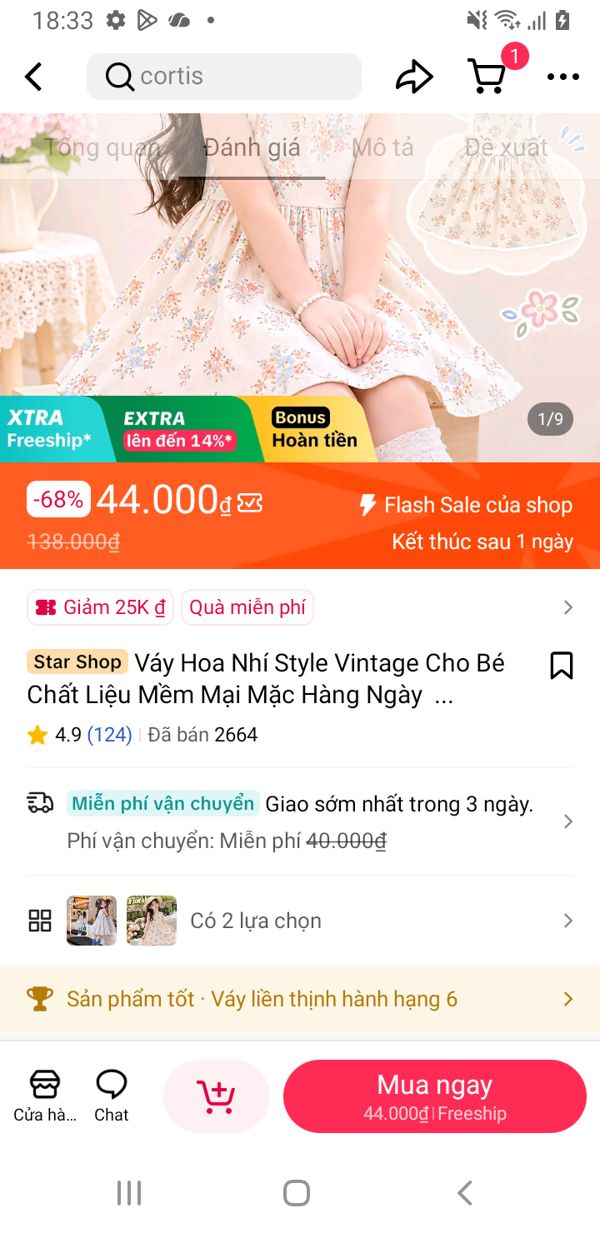 18:33
cortis
1
Tổng quan Đánh giá Mô tả Đề xuất
XTRA
Freeship*
EXTRA
lên đến 14%*
Bonus
Hoàn tiền
1/9
-68% 44.000₫
Flash Sale của shop
138.000₫
Kết thúc sau 1 ngày
Giảm 25K ₫ Quà miễn phí
Star Shop Váy Hoa Nhí Style Vintage Cho Bé
Chất Liệu Mềm Mại Mặc Hàng Ngày ...
4.9 (124) Đã bán 2664
Miễn phí vận chuyển Giao sớm nhất trong 3 ngày.
Phí vận chuyển: Miễn phí 40.000₫
Có 2 lựa chọn
Sản phẩm tốt · Váy liền thịnh hành hạng 6
Cửa hà... Chat
Mua ngay
44.000₫ | Freeship